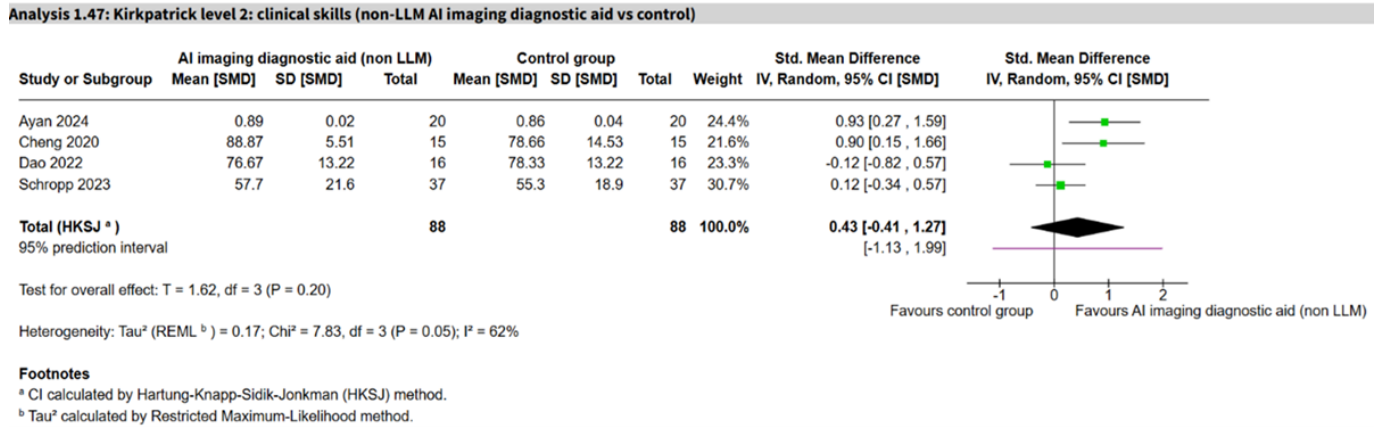 Analysis 1.47: Kirkpatrick level 2: clinical skills (non-LLM AI imaging diagnostic aid vs control)
AI imaging diagnostic aid (non LLM) Control group Std. Mean Difference Std. Mean Difference
Study or Subgroup Mean [SMD] SD [SMD] Total Mean [SMD] SD [SMD] Total Weight IV, Random, 95% CI [SMD] IV, Random, 95% CI [SMD]
Ayan 2024 0.89 0.02 20 0.86 0.04 20 24.4% 0.93 [0.27 , 1.59]
Cheng 2020 88.87 5.51 15 78.66 14.53 15 21.6% 0.90 [0.15 , 1.66]
Dao 2022 76.67 13.22 16 78.33 13.22 16 23.3% -0.12 [-0.82 , 0.57]
Schropp 2023 57.7 21.6 37 55.3 18.9 37 30.7% 0.12 [-0.34 , 0.57]
Total (HKSJ ᵃ ) 88 88 100.0% 0.43 [-0.41 , 1.27]
95% prediction interval [-1.13 , 1.99]
Test for overall effect: T = 1.62, df = 3 (P = 0.20)
-1 0 1 2
Favours control group Favours AI imaging diagnostic aid (non LLM)
Heterogeneity: Tau² (REML ᵇ ) = 0.17; Chi² = 7.83, df = 3 (P = 0.05); I² = 62%
Footnotes
ᵃ CI calculated by Hartung-Knapp-Sidik-Jonkman (HKSJ) method.
ᵇ Tau² calculated by Restricted Maximum-Likelihood method.